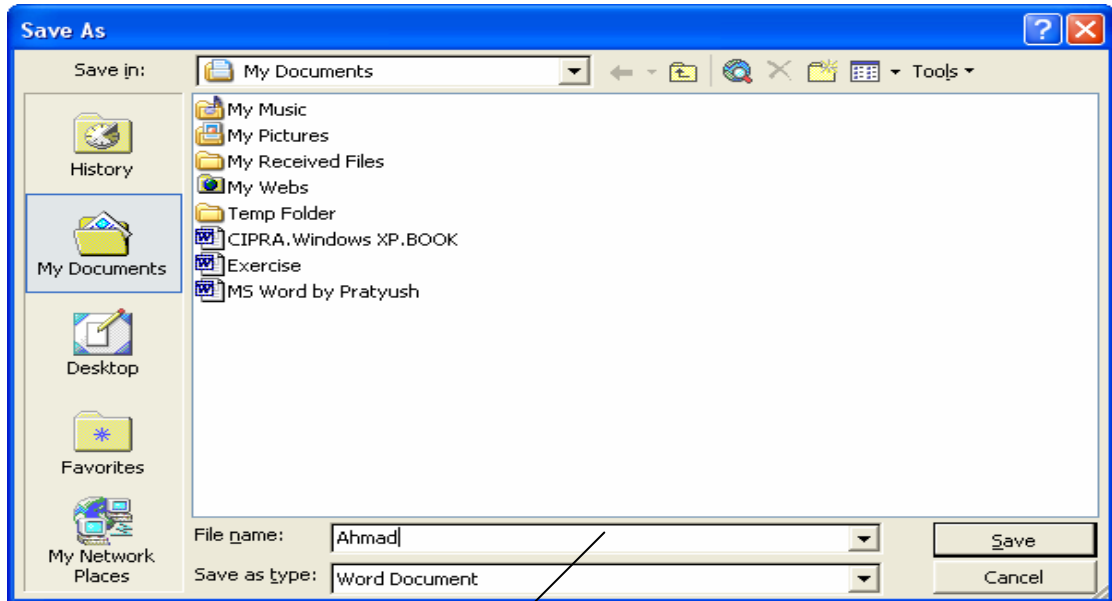 Save As
Save in:
My Documents
Tools
History
My Documents
Desktop
Favorites
My Network
Places
My Music
My Pictures
My Received Files
My Webs
Temp Folder
CIPRA.Windows XP.BOOK
Exercise
MS Word by Pratyush
File name:
Ahmad
Save
Save as type:
Word Document
Cancel